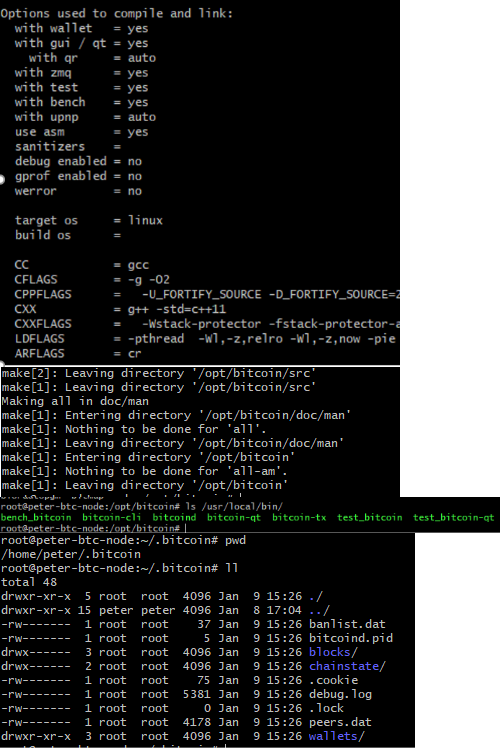 Options used to compile and link:
with wallet = yes
with gui / qt = yes
with qr = auto
with zmq = yes
with test = yes
with bench = yes
with upnp = auto
use asm = yes
sanitizers =
debug enabled = no
gprof enabled = no
werror = no
target os = linux
build os =
CC = gcc
CFLAGS = -g -O2
CPPFLAGS = -U_FORTIFY_SOURCE -D_FORTIFY_SOURCE=2
CXX = g++ -std=c++11
CXXFLAGS = -Wstack-protector -fstack-protector-a
LDFLAGS = -pthread -Wl,-z,relro -Wl,-z,now -pie
ARFLAGS = cr
make[2]: Leaving directory '/opt/bitcoin/src'
make[1]: Leaving directory '/opt/bitcoin/src'
Making all in doc/man
make[1]: Entering directory '/opt/bitcoin/doc/man'
make[1]: Nothing to be done for 'all'.
make[1]: Leaving directory '/opt/bitcoin/doc/man'
make[1]: Entering directory '/opt/bitcoin'
make[1]: Nothing to be done for 'all-am'.
make[1]: Leaving directory '/opt/bitcoin'
root@peter-btc-node:/opt/bitcoin# ls /usr/local/bin/
bench_bitcoin bitcoin-cli bitcoind bitcoin-qt bitcoin-tx test_bitcoin test_bitcoin-qt
root@peter-btc-node:/opt/bitcoin#
root@peter-btc-node:~/.bitcoin# pwd
/home/peter/.bitcoin
root@peter-btc-node:~/.bitcoin# ll
total 48
drwxr-xr-x 5 root root 4096 Jan 9 15:26 ./
drwxr-xr-x 15 peter peter 4096 Jan 8 17:04 ../
-rw------- 1 root root 37 Jan 9 15:26 banlist.dat
-rw------- 1 root root 5 Jan 9 15:26 bitcoind.pid
drwx------ 3 root root 4096 Jan 9 15:26 blocks/
drwx------ 2 root root 4096 Jan 9 15:26 chainstate/
-rw------- 1 root root 75 Jan 9 15:26 .cookie
-rw------- 1 root root 5381 Jan 9 15:26 debug.log
-rw------- 1 root root 0 Jan 9 15:26 .lock
-rw------- 1 root root 4178 Jan 9 15:26 peers.dat
drwx------ 3 root root 4096 Jan 9 15:26 wallets/